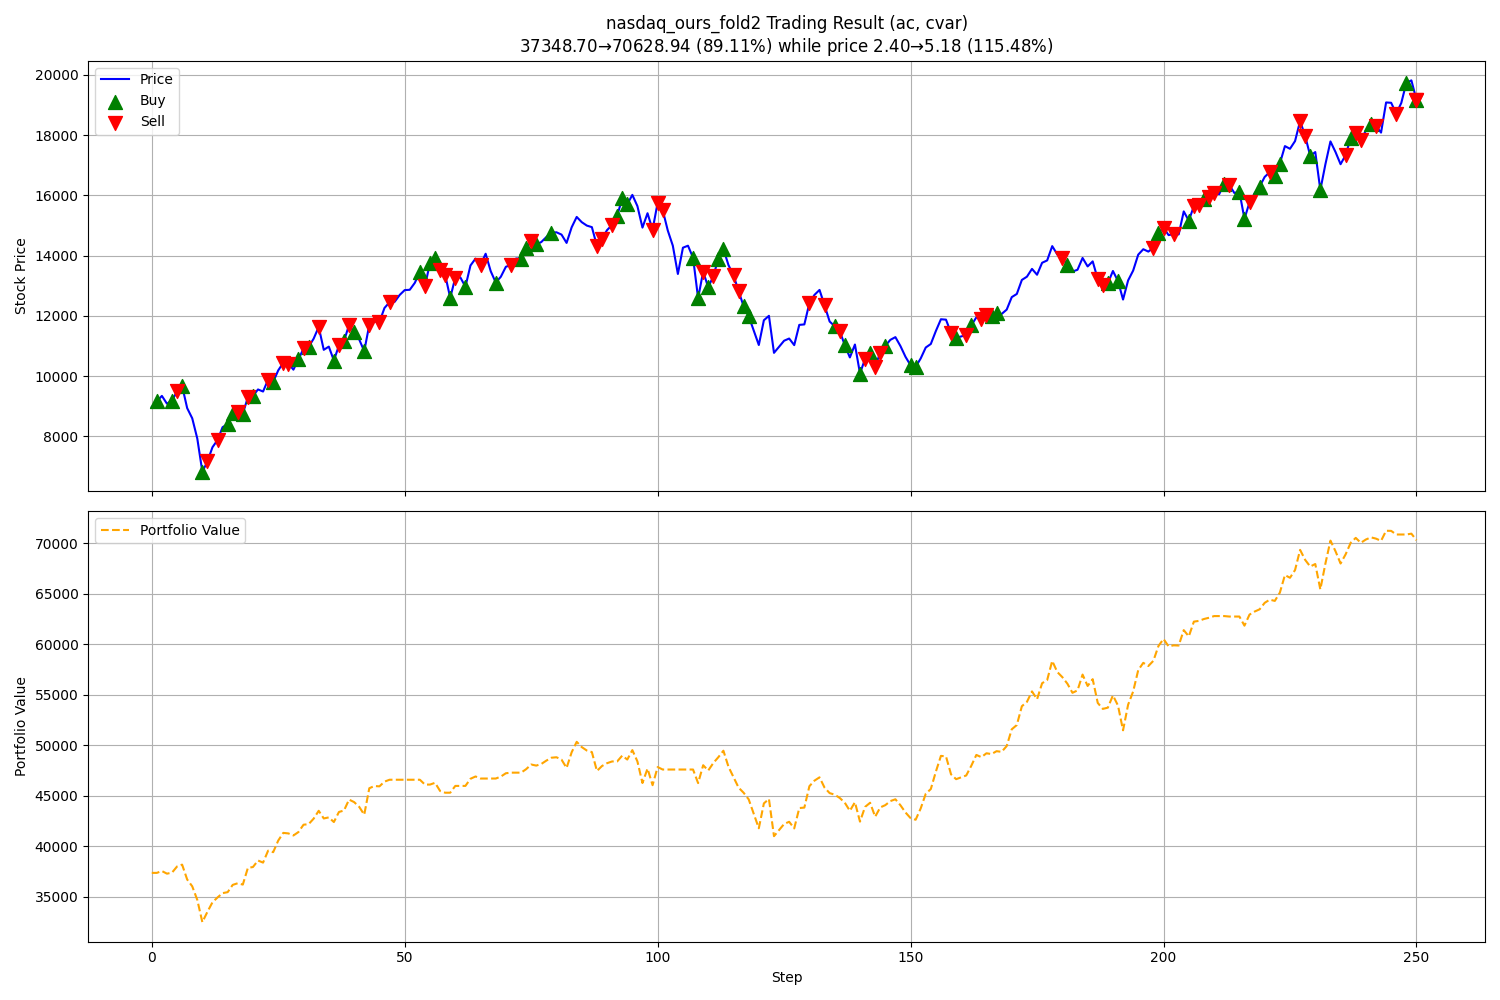 nasdaq_ours_fold2 Trading Result (ac, cvar)
37348.70→70628.94 (89.11%) while price 2.40→5.18 (115.48%)
Price
Buy
Sell
Stock Price
20000
18000
16000
14000
12000
10000
8000
Portfolio Value
Portfolio Value
70000
65000
60000
55000
50000
45000
40000
35000
0
50
100
150
200
250
Step